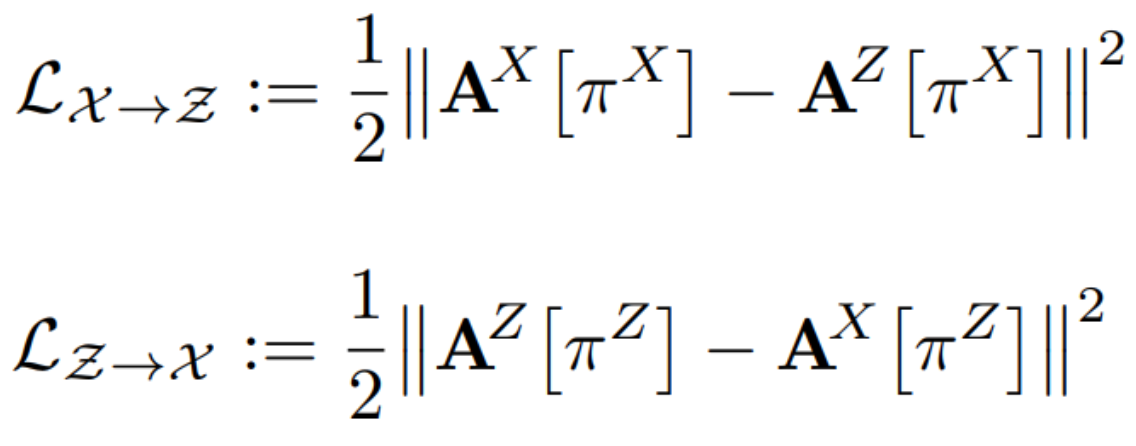 $\mathcal{L}_{\mathcal{X} \to \mathcal{Z}} := \frac{1}{2} \left\| \mathbf{A}^X \left[ \pi^X \right] - \mathbf{A}^Z \left[ \pi^X \right] \right\|^2$
$\mathcal{L}_{\mathcal{Z} \to \mathcal{X}} := \frac{1}{2} \left\| \mathbf{A}^Z \left[ \pi^Z \right] - \mathbf{A}^X \left[ \pi^Z \right] \right\|^2$